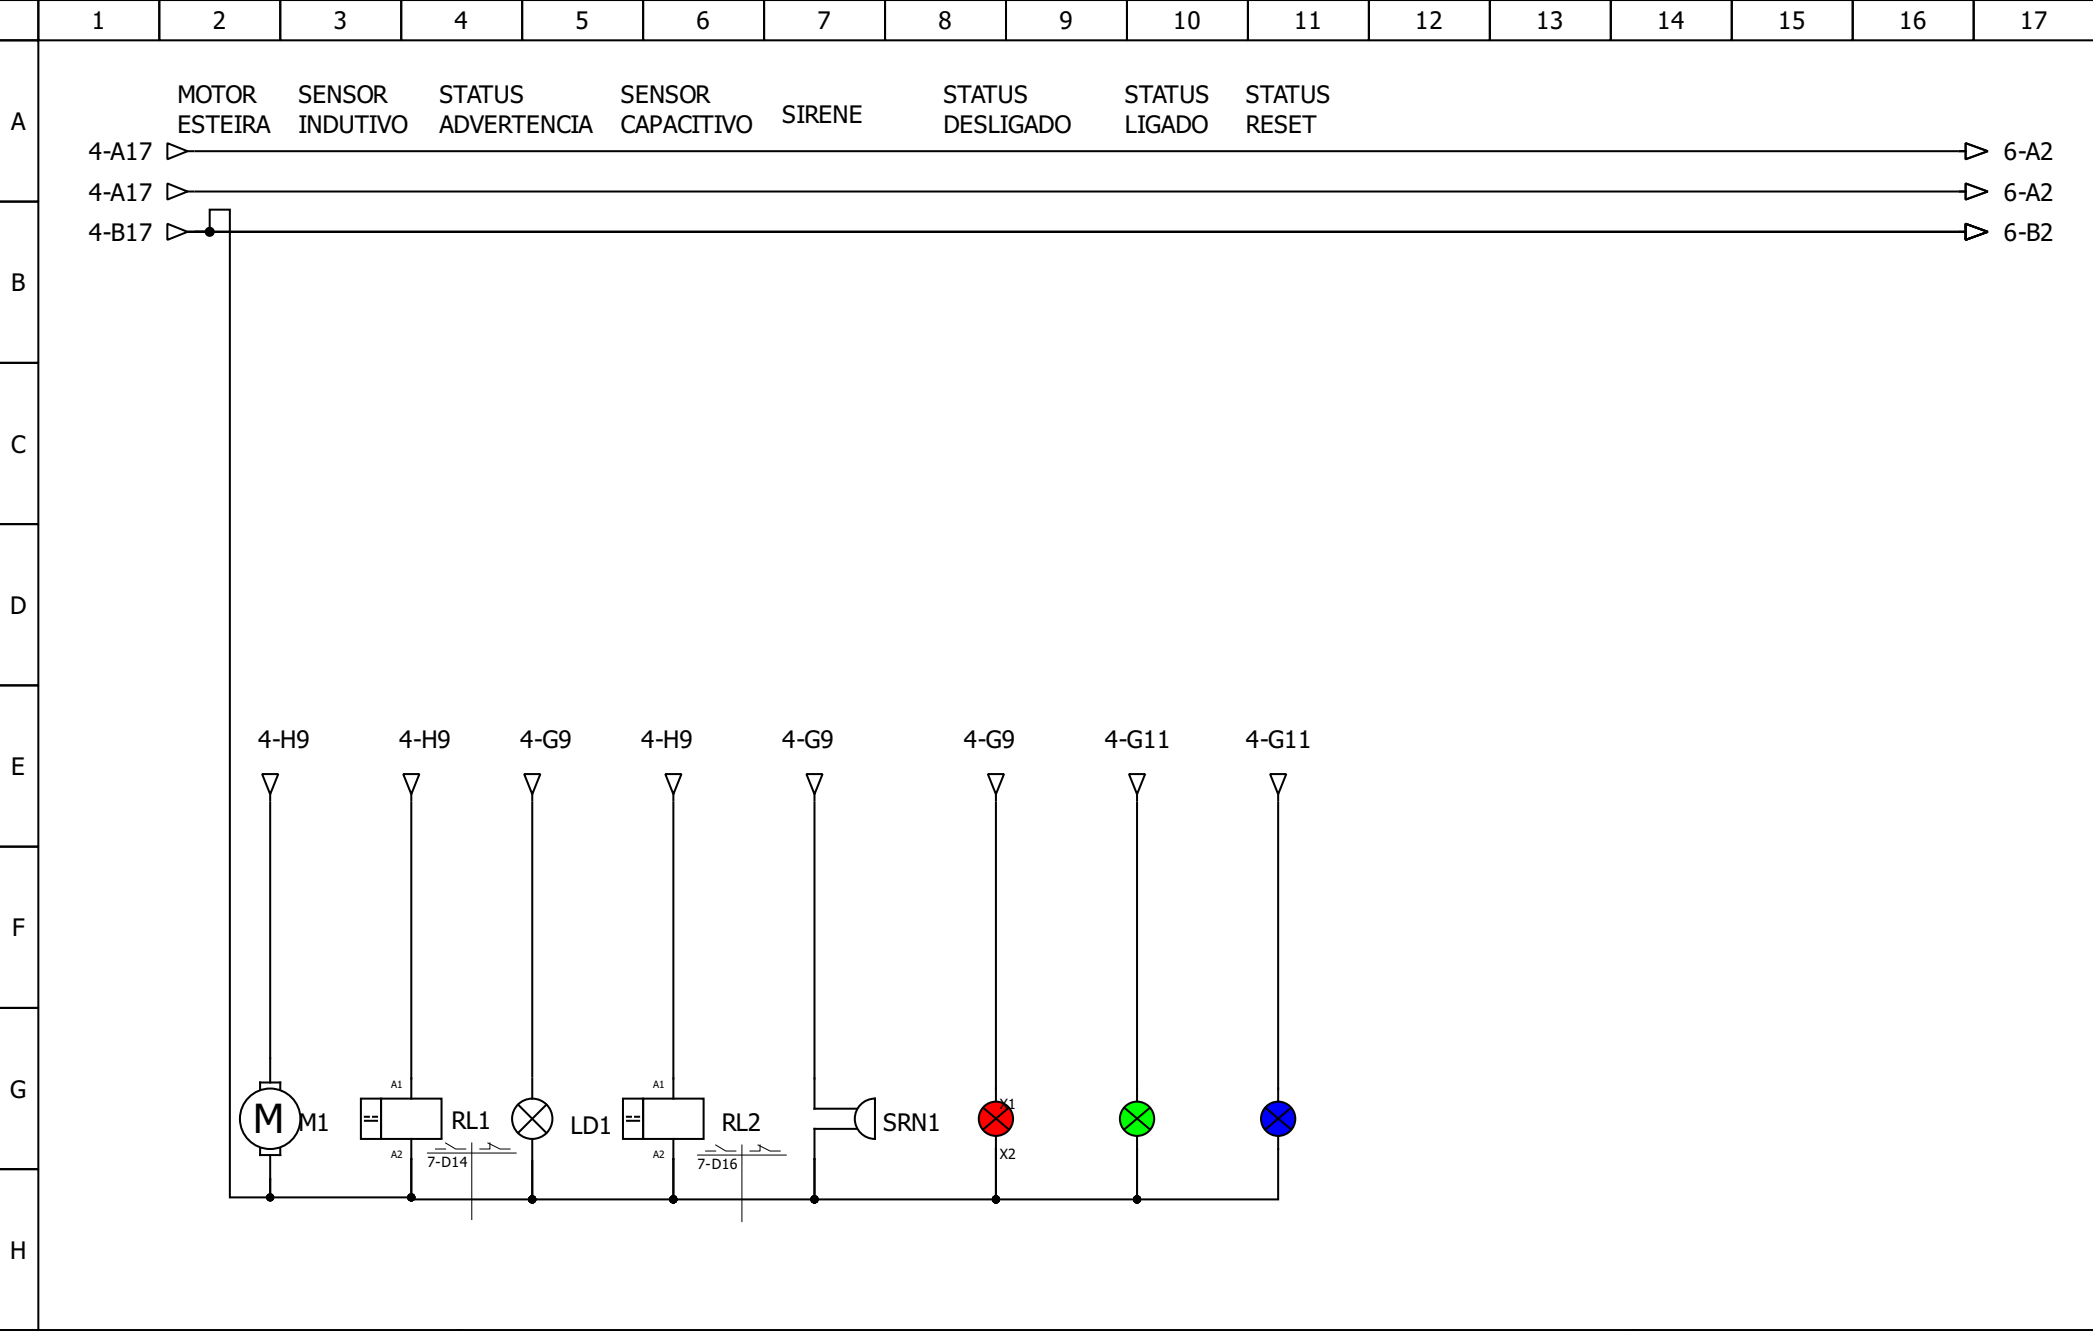 1 2 3 4 5 6 7 8 9 10 11 12 13 14 15 16 17
A
MOTOR ESTEIRA
SENSOR INDUTIVO
STATUS ADVERTENCIA
SENSOR CAPACITIVO
SIRENE
STATUS DESLIGADO
STATUS LIGADO
STATUS RESET
4-A17 6-A2
4-A17 6-A2
4-B17 6-B2
B
C
D
4-H9 4-H9 4-G9 4-H9 4-G9 4-G9 4-G11 4-G11
E
F
G
A1 A1 X1
M M1 RL1 LD1 RL2 SRN1
A2 A2 X2
7-D14 7-D16
H